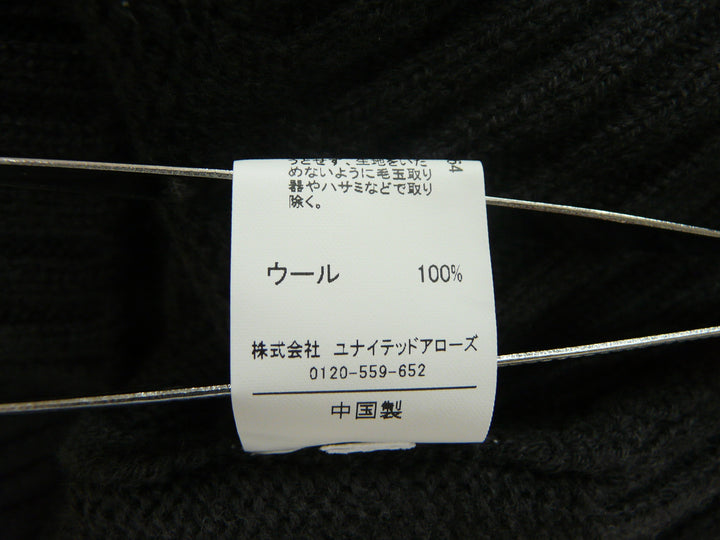 うとせず、生地をいた
めないように毛玉取り
器やハサミなどで取り
除く。
64
ウール 100%
株式会社 ユナイテッドアローズ
0120-559-652
中国製